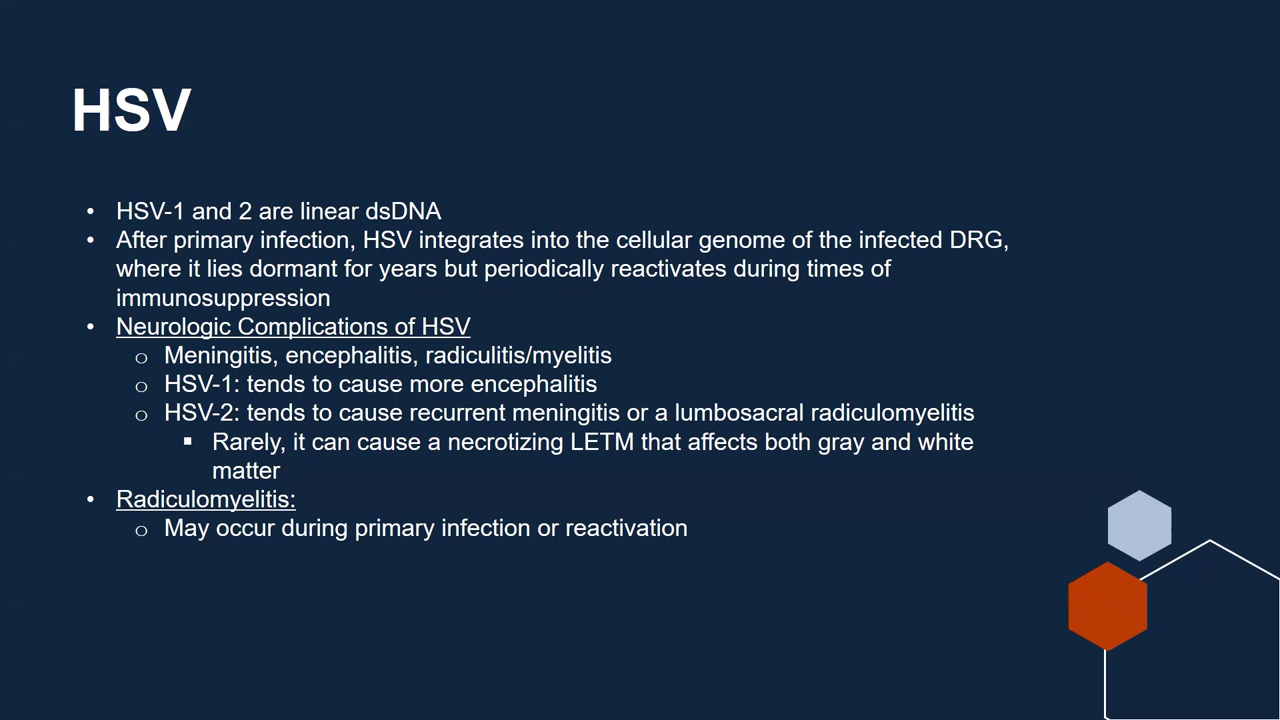 HSV
• HSV-1 and 2 are linear dsDNA
• After primary infection, HSV integrates into the cellular genome of the infected DRG,
where it lies dormant for years but periodically reactivates during times of
immunosuppression
• Neurologic Complications of HSV
o Meningitis, encephalitis, radiculitis/myelitis
o HSV-1: tends to cause more encephalitis
o HSV-2: tends to cause recurrent meningitis or a lumbosacral radiculomyelitis
▪ Rarely, it can cause a necrotizing LETM that affects both gray and white
matter
• Radiculomyelitis:
o May occur during primary infection or reactivation